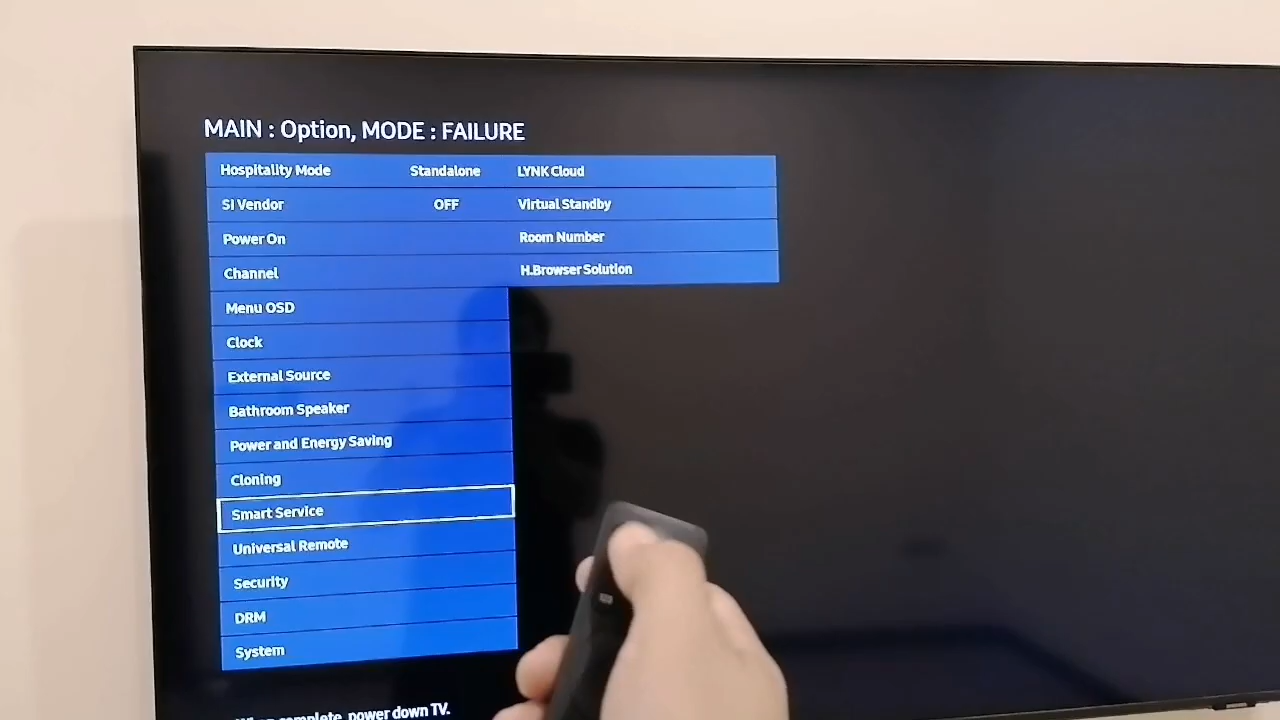 MAIN : Option, MODE : FAILURE
Hospitality Mode Standalone LYNK Cloud
SI Vendor OFF Virtual Standby
Power On Room Number
Channel H.Browser Solution
Menu OSD
Clock
External Source
Bathroom Speaker
Power and Energy Saving
Cloning
Smart Service
Universal Remote
Security
DRM
System
complete, power down TV.